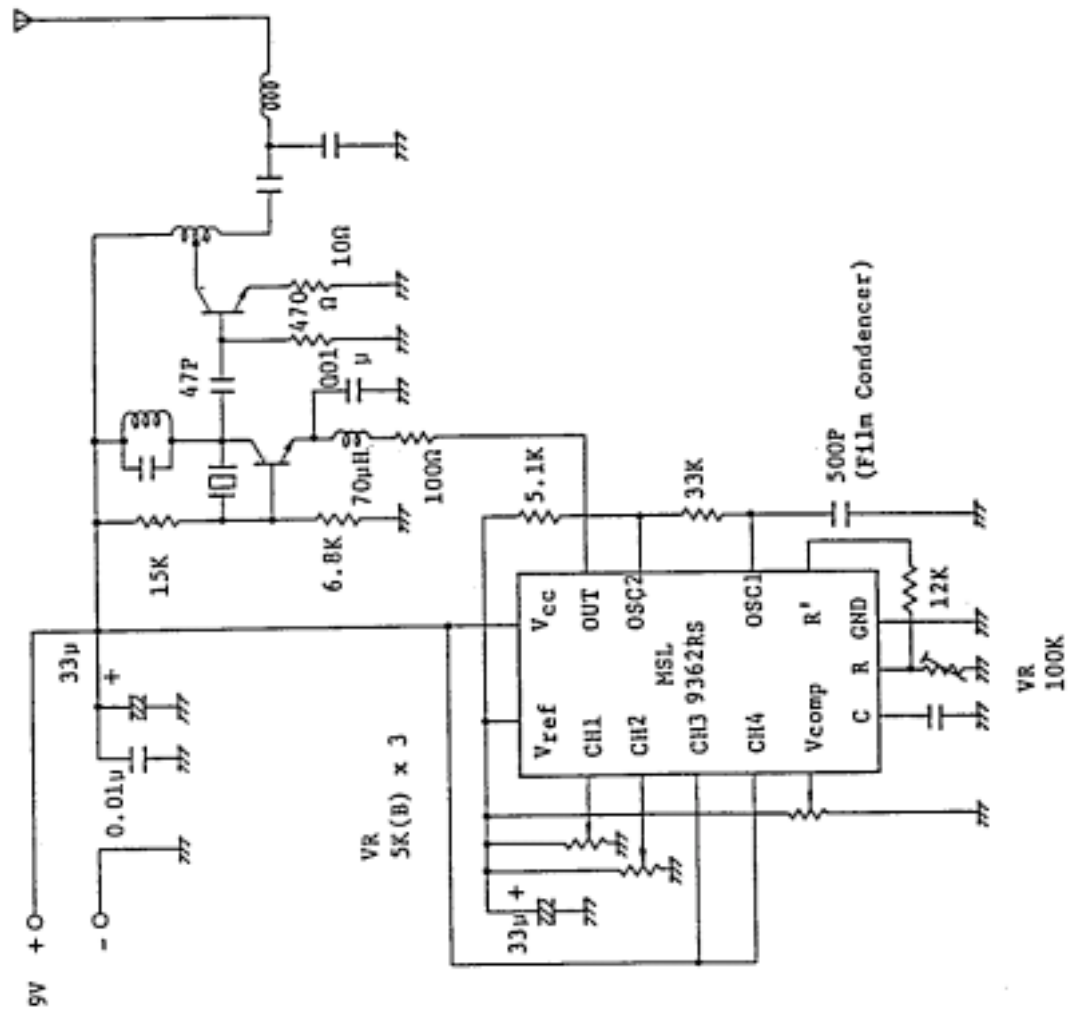 9V
+
-
0.01µ
33µ
+
15K
6.8K
47P
70µH
100Ω
001
µ
470
Ω
10Ω
VR
5K(B) x 3
33µ
+
Vref
Vcc
CH1
OUT
CH2
OSC2
MSL
9362RS
CH3
CH4
OSC1
Vcomp
R'
C
R
GND
5.1K
33K
500P
(Film Condencer)
12K
VR
100K